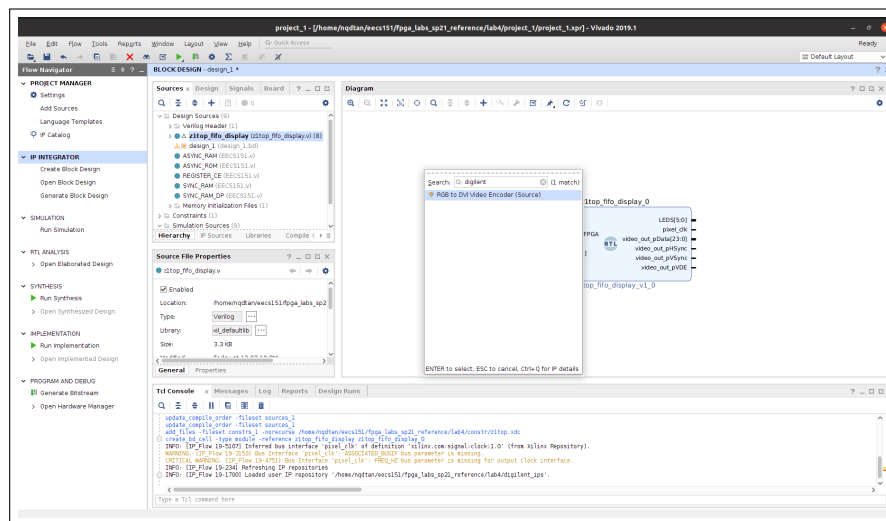 project_1 - [/home/nqdtan/eecs151/fpga_labs_sp21_reference/lab4/project_1/project_1.xpr] - Vivado 2019.1
File Edit Flow Tools Reports Window Layout View Help Quick Access
Ready
Default Layout
Flow Navigator
PROJECT MANAGER
Settings
Add Sources
Language Templates
IP Catalog
IP INTEGRATOR
Create Block Design
Open Block Design
Generate Block Design
SIMULATION
Run Simulation
RTL ANALYSIS
Open Elaborated Design
SYNTHESIS
Run Synthesis
Open Synthesized Design
IMPLEMENTATION
Run Implementation
Open Implemented Design
PROGRAM AND DEBUG
Generate Bitstream
Open Hardware Manager
BLOCK DESIGN - design_1 *
Sources Design Signals Board
Design Sources (9)
Verilog Header (1)
z1top_fifo_display (z1top_fifo_display.v) (8)
design_1 (design_1.bd)
ASYNC_RAM (EECS151.v)
ASYNC_ROM (EECS151.v)
REGISTER_CE (EECS151.v)
SYNC_RAM (EECS151.v)
SYNC_RAM_DP (EECS151.v)
Memory Initialization Files (1)
Constraints (1)
Simulation Sources (9)
Hierarchy IP Sources Libraries Compile
Source File Properties
z1top_fifo_display.v
Enabled
Location: /home/nqdtan/eecs151/fpga_labs_sp2
Type: Verilog
Library: xil_defaultlib
Size: 3.3 KB
General Properties
Diagram
Search: digilent (1 match)
RGB to DVI Video Encoder (Source)
ENTER to select, ESC to cancel, Ctrl+Q for IP details
1top_fifo_display_0
FPGA
RTL
LEDS[5:0]
pixel_clk
video_out_pData[23:0]
video_out_pHSync
video_out_pVSync
video_out_pVDE
top_fifo_display_v1_0
Tcl Console Messages Log Reports Design Runs
update_compile_order -fileset sources_1
update_compile_order -fileset sources_1
add_files -fileset constrs_1 -norecurse /home/nqdtan/eecs151/fpga_labs_sp21_reference/lab4/constr/z1top.xdc
create_bd_cell -type module -reference z1top_fifo_display z1top_fifo_display_0
INFO: [IP_Flow 19-5107] Inferred bus interface 'pixel_clk' of definition 'xilinx.com:signal:clock:1.0' (from Xilinx Repository).
WARNING: [IP_Flow 19-3153] Bus Interface 'pixel_clk': ASSOCIATED_BUSIF bus parameter is missing.
CRITICAL WARNING: [IP_Flow 19-4751] Bus Interface 'pixel_clk': FREQ_HZ bus parameter is missing for output clock interface.
INFO: [IP_Flow 19-234] Refreshing IP repositories
INFO: [IP_Flow 19-1700] Loaded user IP repository '/home/nqdtan/eecs151/fpga_labs_sp21_reference/lab4/digilent_ips'.
Type a Tcl command here